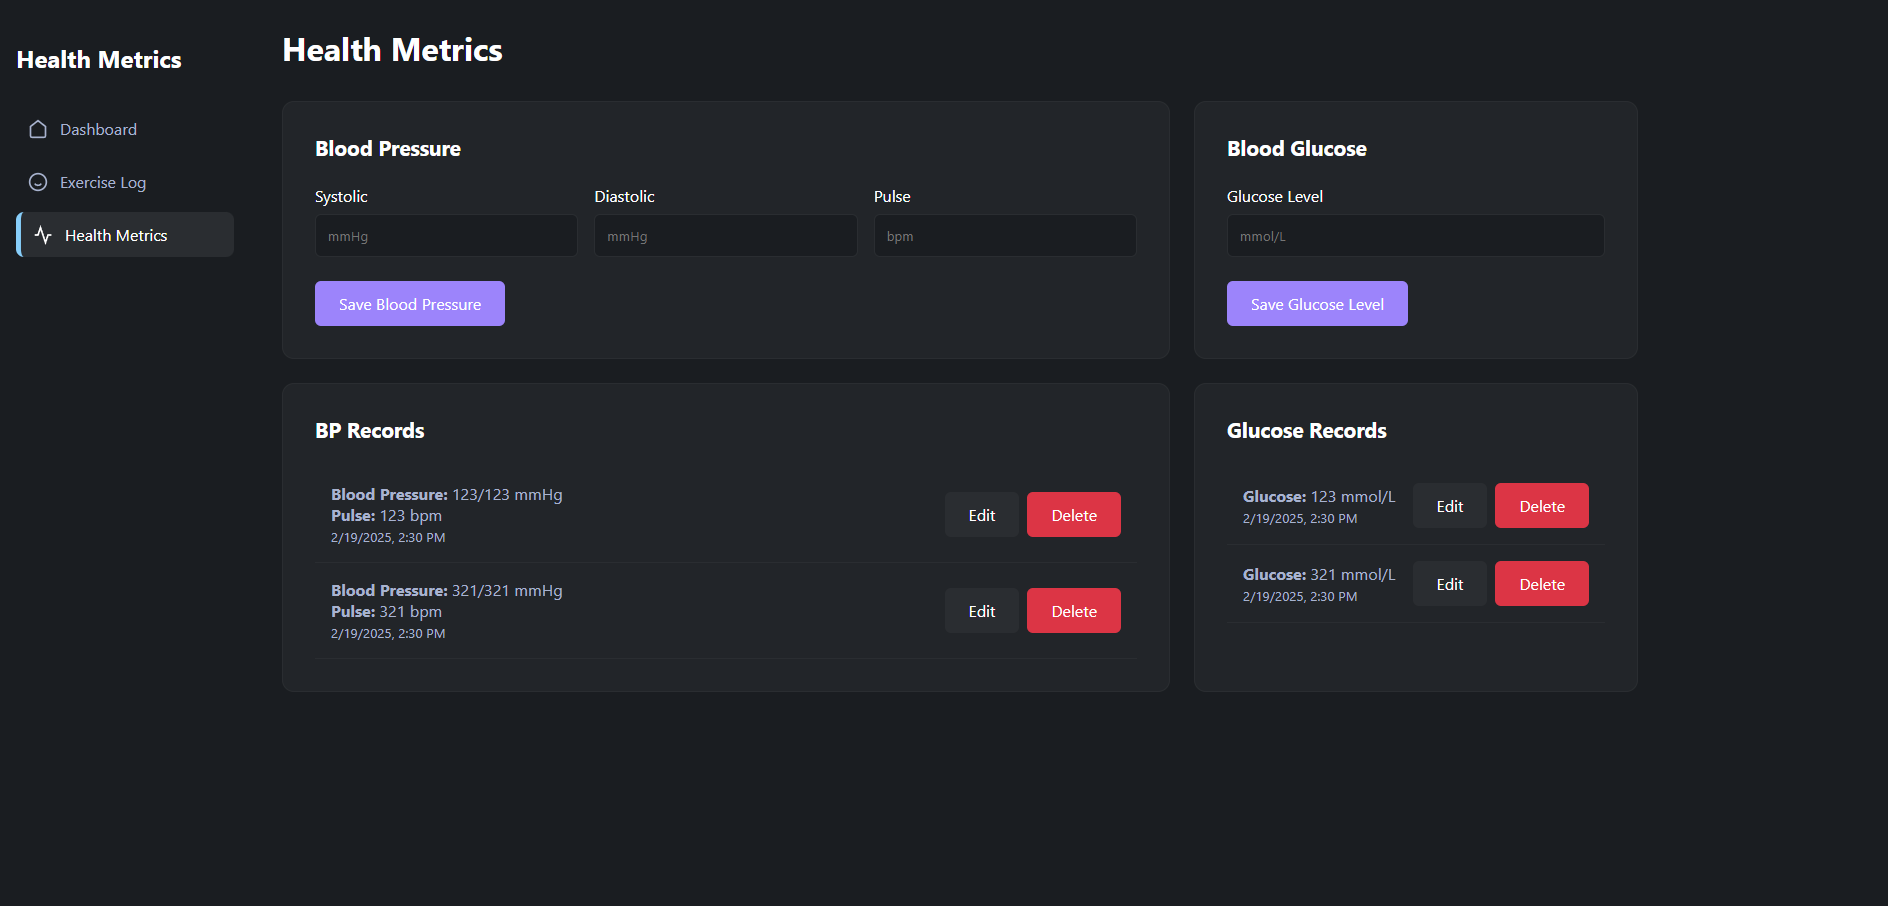 Health Metrics
Dashboard
Exercise Log
Health Metrics
Health Metrics
Blood Pressure
Systolic
Diastolic
Pulse
mmHg
mmHg
bpm
Save Blood Pressure
Blood Glucose
Glucose Level
mmol/L
Save Glucose Level
BP Records
Blood Pressure: 123/123 mmHg
Pulse: 123 bpm
2/19/2025, 2:30 PM
Edit
Delete
Blood Pressure: 321/321 mmHg
Pulse: 321 bpm
2/19/2025, 2:30 PM
Edit
Delete
Glucose Records
Glucose: 123 mmol/L
2/19/2025, 2:30 PM
Edit
Delete
Glucose: 321 mmol/L
2/19/2025, 2:30 PM
Edit
Delete